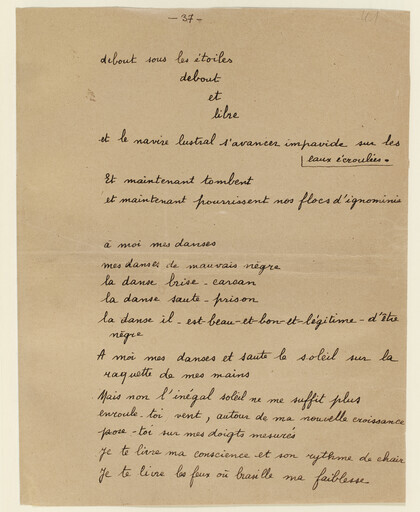 - 37 -
debout sous les étoiles
debout
et
libre
et le navire lustral s'avancer impavide sur les
eaux écroulées.
Et maintenant tombent
et maintenant pourrissent nos flocs d'ignominie
à moi mes danses
mes danses de mauvais nègre
la danse brise-carcan
la danse saute-prison
la danse il-est-beau-et-bon-et-légitime-d'être
nègre
A moi mes danses et saute le soleil sur la
raquette de mes mains
Mais non l'inégal soleil ne me suffit plus
enroule-toi vent, autour de ma nouvelle croissance
pose-toi sur mes doigts mesurés
Je te livre ma conscience et son rythme de chair
Je te livre les feux où brasille ma faiblesse